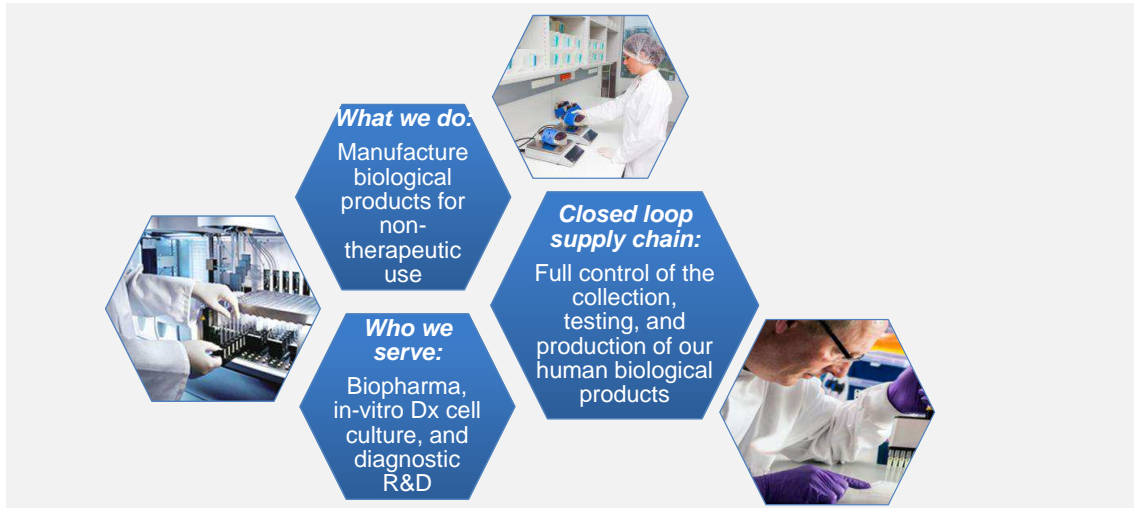 What we do:
Manufacture
biological
products for
non-
therapeutic
use
Closed loop
supply chain:
Full control of the
collection,
testing, and
production of our
human biological
products
Who we
serve:
Biopharma,
in-vitro Dx cell
culture, and
diagnostic
R&D